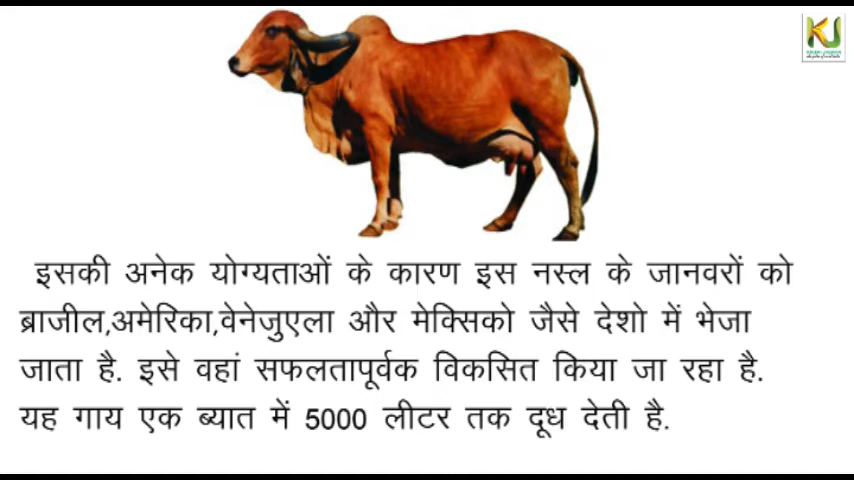 KJ
इसकी अनेक योग्यताओं के कारण इस नस्ल के जानवरों को
ब्राजील,अमेरिका,वेनेजुएला और मेक्सिको जैसे देशो में भेजा
जाता है. इसे वहां सफलतापूर्वक विकसित किया जा रहा है.
यह गाय एक ब्यात में 5000 लीटर तक दूध देती है.